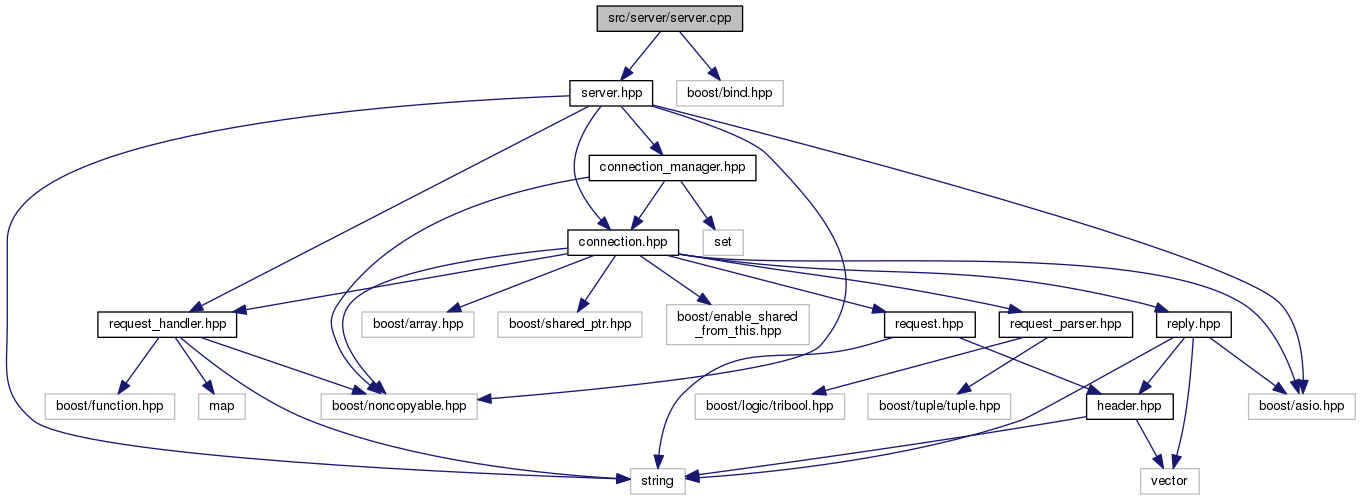 src/server/server.cpp
server.hpp
boost/bind.hpp
connection_manager.hpp
connection.hpp
set
request_handler.hpp
boost/array.hpp
boost/shared_ptr.hpp
boost/enable_shared
_from_this.hpp
request.hpp
request_parser.hpp
reply.hpp
boost/function.hpp
map
boost/noncopyable.hpp
boost/logic/tribool.hpp
boost/tuple/tuple.hpp
header.hpp
boost/asio.hpp
string
vector